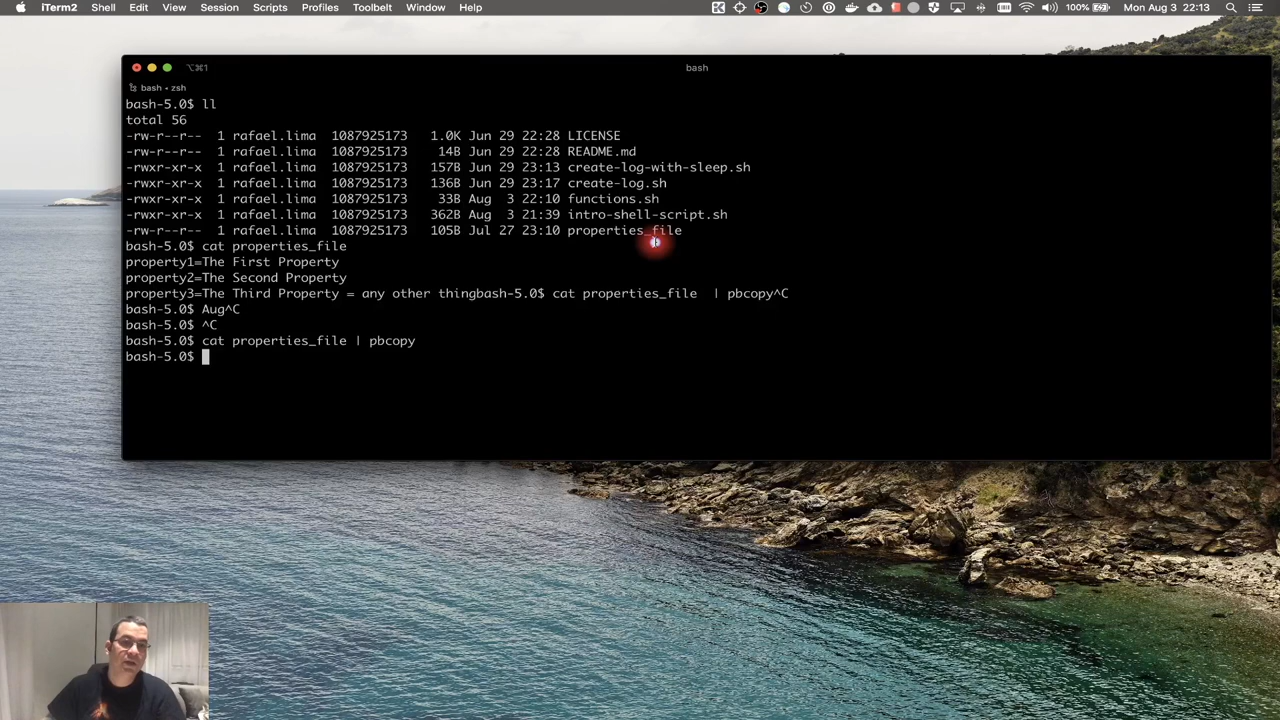 iTerm2 Shell Edit View Session Scripts Profiles Toolbelt Window Help 100% Mon Aug 3 22:13
⌥⌘1 bash
bash • zsh
bash-5.0$ ll
total 56
-rw-r--r-- 1 rafael.lima 1087925173 1.0K Jun 29 22:28 LICENSE
-rw-r--r-- 1 rafael.lima 1087925173 14B Jun 29 22:28 README.md
-rwxr-xr-x 1 rafael.lima 1087925173 157B Jun 29 23:13 create-log-with-sleep.sh
-rwxr-xr-x 1 rafael.lima 1087925173 136B Jun 29 23:17 create-log.sh
-rwxr-xr-x 1 rafael.lima 1087925173 33B Aug 3 22:10 functions.sh
-rwxr-xr-x 1 rafael.lima 1087925173 362B Aug 3 21:39 intro-shell-script.sh
-rw-r--r-- 1 rafael.lima 1087925173 105B Jul 27 23:10 properties_file
bash-5.0$ cat properties_file
property1=The First Property
property2=The Second Property
property3=The Third Property = any other thingbash-5.0$ cat properties_file  | pbcopy^C
bash-5.0$ Aug^C
bash-5.0$ ^C
bash-5.0$ cat properties_file | pbcopy
bash-5.0$